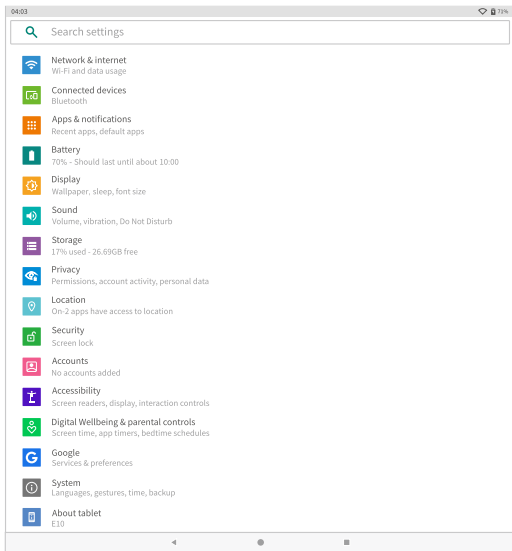 04:03
71%
Search settings
Network & internet
Wi-Fi and data usage
Connected devices
Bluetooth
Apps & notifications
Recent apps, default apps
Battery
70% - Should last until about 10:00
Display
Wallpaper, sleep, font size
Sound
Volume, vibration, Do Not Disturb
Storage
17% used - 26.69GB free
Privacy
Permissions, account activity, personal data
Location
On-2 apps have access to location
Security
Screen lock
Accounts
No accounts added
Accessibility
Screen readers, display, interaction controls
Digital Wellbeing & parental controls
Screen time, app timers, bedtime schedules
Google
Services & preferences
System
Languages, gestures, time, backup
About tablet
E10